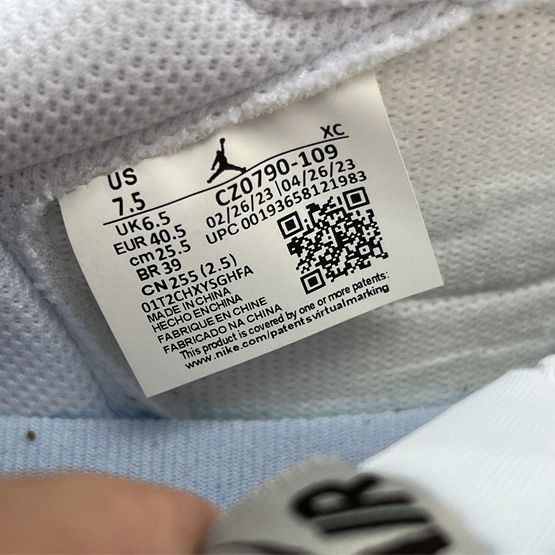 US
7.5
UK 6.5
EUR 40.5
cm 25.5
BR 39
CN 255 (2.5)
01T2CHXYSGHFA
XC
CZ0790-109
02/26/23 | 04/26/23
UPC 00193658121983
MADE IN CHINA
HECHO EN CHINA
FABRIQUE EN CHINE
FABRICADO NA CHINA
This product is covered by one or more patents:
www.nike.com/patentsvirtualmarking
AIR